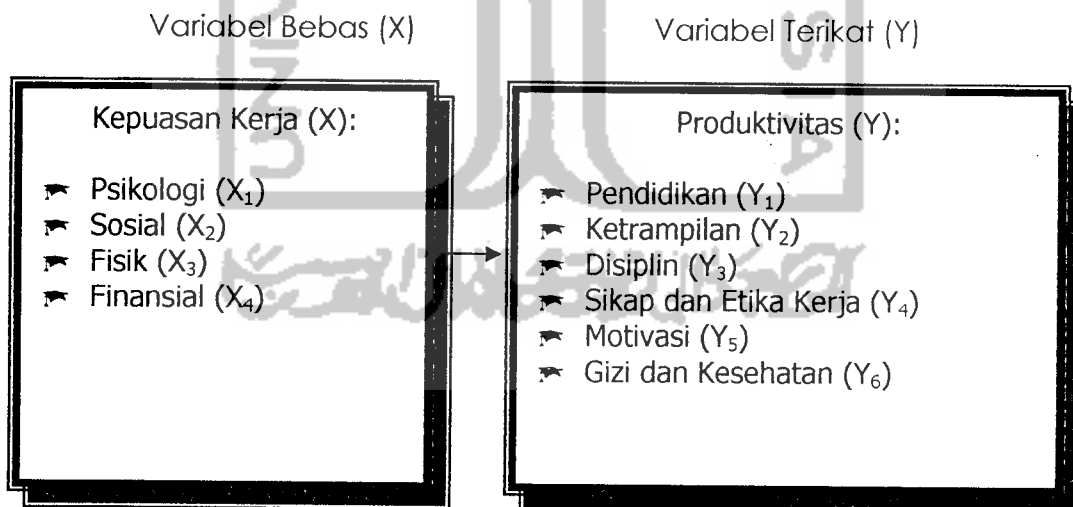 Variabel Bebas (X)
Variabel Terikat (Y)
Kepuasan Kerja (X):
Psikologi (X₁)
Sosial (X₂)
Fisik (X₃)
Finansial (X₄)
Produktivitas (Y):
Pendidikan (Y₁)
Ketrampilan (Y₂)
Disiplin (Y₃)
Sikap dan Etika Kerja (Y₄)
Motivasi (Y₅)
Gizi dan Kesehatan (Y₆)